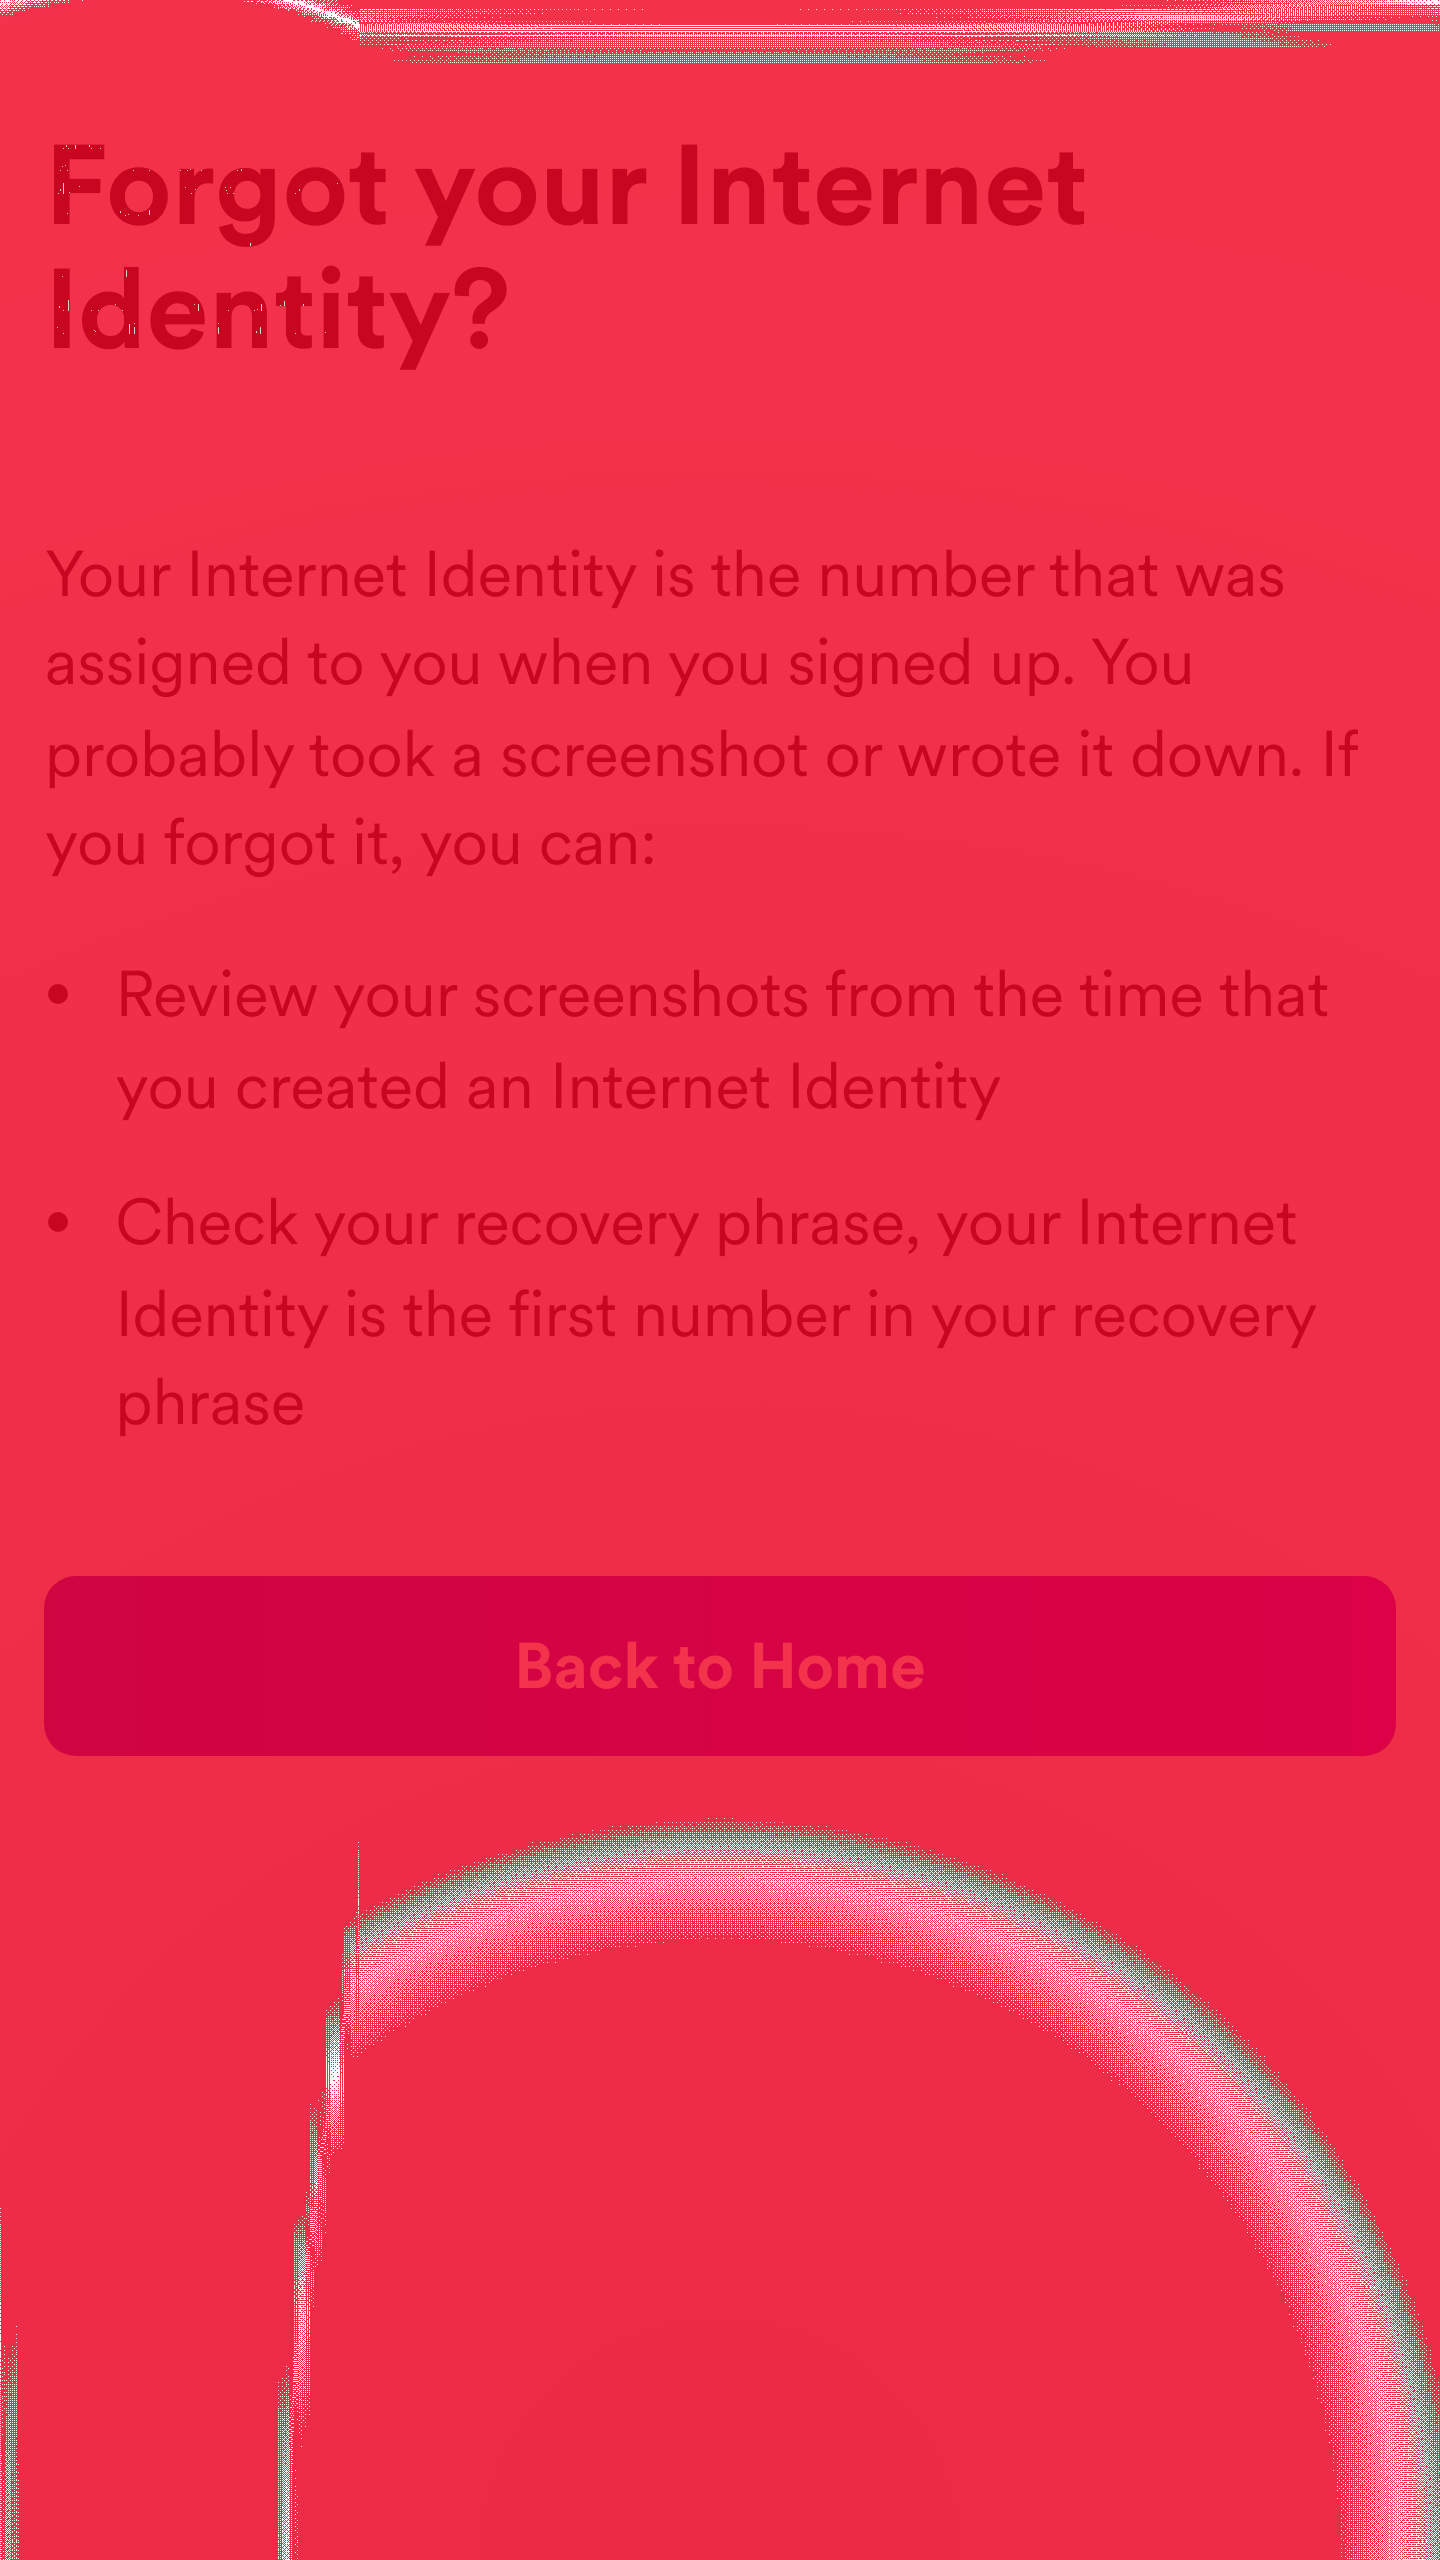 Forgot your Internet
Identity?
Your Internet Identity is the number that was
assigned to you when you signed up. You
probably took a screenshot or wrote it down. If
you forgot it, you can:
• Review your screenshots from the time that
you created an Internet Identity
• Check your recovery phrase, your Internet
Identity is the first number in your recovery
phrase
Back to Home